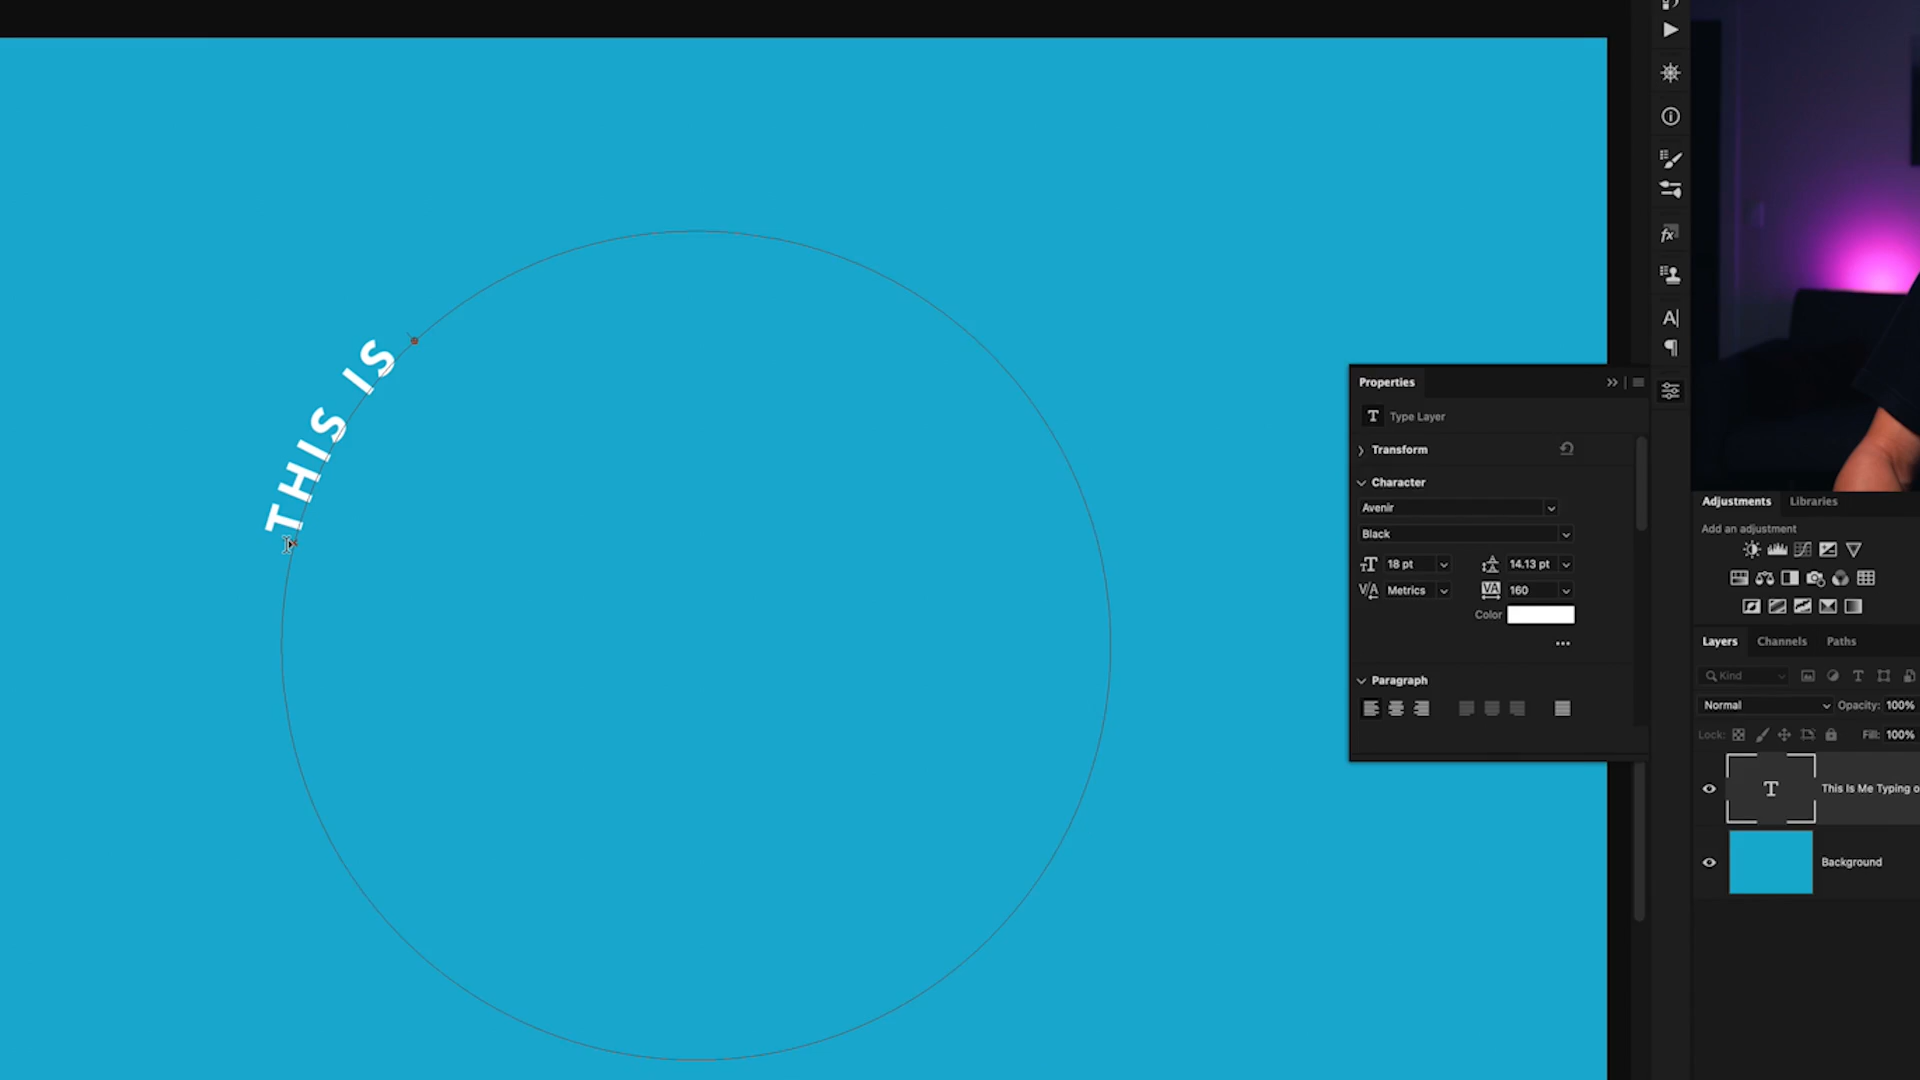 THIS IS
Properties
T Type Layer
Transform
Character
Avenir
Black
18 pt
14.13 pt
Metrics
160
Color
Paragraph
Adjustments Libraries
Add an adjustment
Layers Channels Paths
Kind
Normal
Opacity: 100%
Lock:
Fill: 100%
T This Is Me Typing o
Background